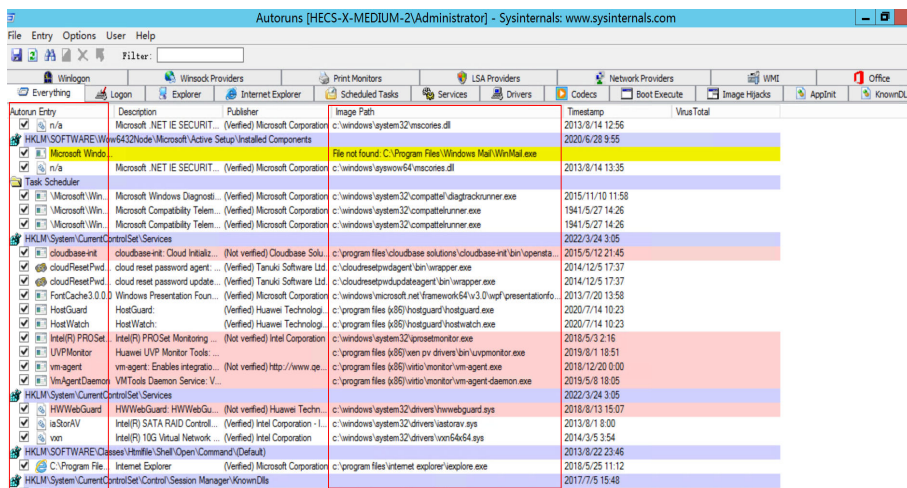 Autoruns [HECS-X-MEDIUM-2\Administrator] - Sysinternals: www.sysinternals.com
File Entry Options User Help
Filter:
Winlogon Winsock Providers Print Monitors LSA Providers Network Providers WMI Office
Everything Logon Explorer Internet Explorer Scheduled Tasks Services Drivers Codecs Boot Execute Image Hijacks AppInit KnownDL
Autorun Entry Description Publisher Image Path Timestamp VirusTotal
n/a Microsoft .NET IE SECURIT... (Verified) Microsoft Corporation c:\windows\system32\mscories.dll 2013/8/14 12:56
HKLM\SOFTWARE\Wow6432Node\Microsoft\Active Setup\Installed Components 2020/6/28 9:55
Microsoft Windo... File not found: C:\Program Files\Windows Mail\WinMail.exe
n/a Microsoft .NET IE SECURIT... (Verified) Microsoft Corporation c:\windows\syswow64\mscories.dll 2013/8/14 13:35
Task Scheduler
\Microsoft\Win... Microsoft Windows Diagnosti... (Verified) Microsoft Corporation c:\windows\system32\compattel\diagtrackrunner.exe 2015/11/10 11:58
\Microsoft\Win... Microsoft Compatibility Telem... (Verified) Microsoft Corporation c:\windows\system32\compattelrunner.exe 1941/5/27 14:26
\Microsoft\Win... Microsoft Compatibility Telem... (Verified) Microsoft Corporation c:\windows\system32\compattelrunner.exe 1941/5/27 14:26
HKLM\System\CurrentControlSet\Services 2022/3/24 3:05
cloudbase-init cloudbase-init: Cloud Initializ... (Not verified) Cloudbase Solu... c:\program files\cloudbase solutions\cloudbase-init\bin\opensta... 2015/5/12 21:45
cloudResetPwd... cloud reset password agent: ... (Verified) Tanuki Software Ltd. c:\cloudresetpwdagent\bin\wrapper.exe 2014/12/5 17:37
cloudResetPwd... cloud reset password update... (Verified) Tanuki Software Ltd. c:\cloudresetpwdupdateagent\bin\wrapper.exe 2014/12/5 17:37
FontCache3.0.0.0 Windows Presentation Foun... (Verified) Microsoft Corporation c:\windows\microsoft.net\framework64\v3.0\wpf\presentationfo... 2013/7/20 13:58
HostGuard HostGuard: (Verified) Huawei Technologi... c:\program files (x86)\hostguard\hostguard.exe 2020/7/14 10:23
HostWatch HostWatch: (Verified) Huawei Technologi... c:\program files (x86)\hostguard\hostwatch.exe 2020/7/14 10:23
Intel(R) PROSet... Intel(R) PROSet Monitoring ... (Not verified) Intel Corporation c:\windows\system32\iprosetmonitor.exe 2018/5/3 2:16
UVPMonitor Huawei UVP Monitor Tools: ... c:\program files (x86)\xen pv drivers\bin\uvpmonitor.exe 2019/8/1 18:51
vm-agent vm-agent: Enables integratio... (Not verified) http://www.qe... c:\program files (x86)\virtio\monitor\vm-agent.exe 2018/12/20 0:00
VmAgentDaemon VMTools Daemon Service: V... c:\program files (x86)\virtio\monitor\vm-agent-daemon.exe 2019/5/8 18:05
HKLM\System\CurrentControlSet\Services 2022/3/24 3:05
HWWebGuard HWWebGuard: HWWebGu... (Not verified) Huawei Techn... c:\windows\system32\drivers\hwwebguard.sys 2018/8/13 15:07
iaStorAV Intel(R) SATA RAID Controll... (Verified) Intel Corporation - I... c:\windows\system32\drivers\iastorav.sys 2013/8/1 8:00
vxn Intel(R) 10G Virtual Network ... (Verified) Intel Corporation c:\windows\system32\drivers\vxn64x64.sys 2014/3/5 3:54
HKLM\SOFTWARE\Classes\Htmlfile\Shell\Open\Command\(Default) 2013/8/22 23:46
C:\Program File... Internet Explorer (Verified) Microsoft Corporation c:\program files\internet explorer\iexplore.exe 2018/5/25 11:12
HKLM\System\CurrentControlSet\Control\Session Manager\KnownDlls 2017/7/5 15:48